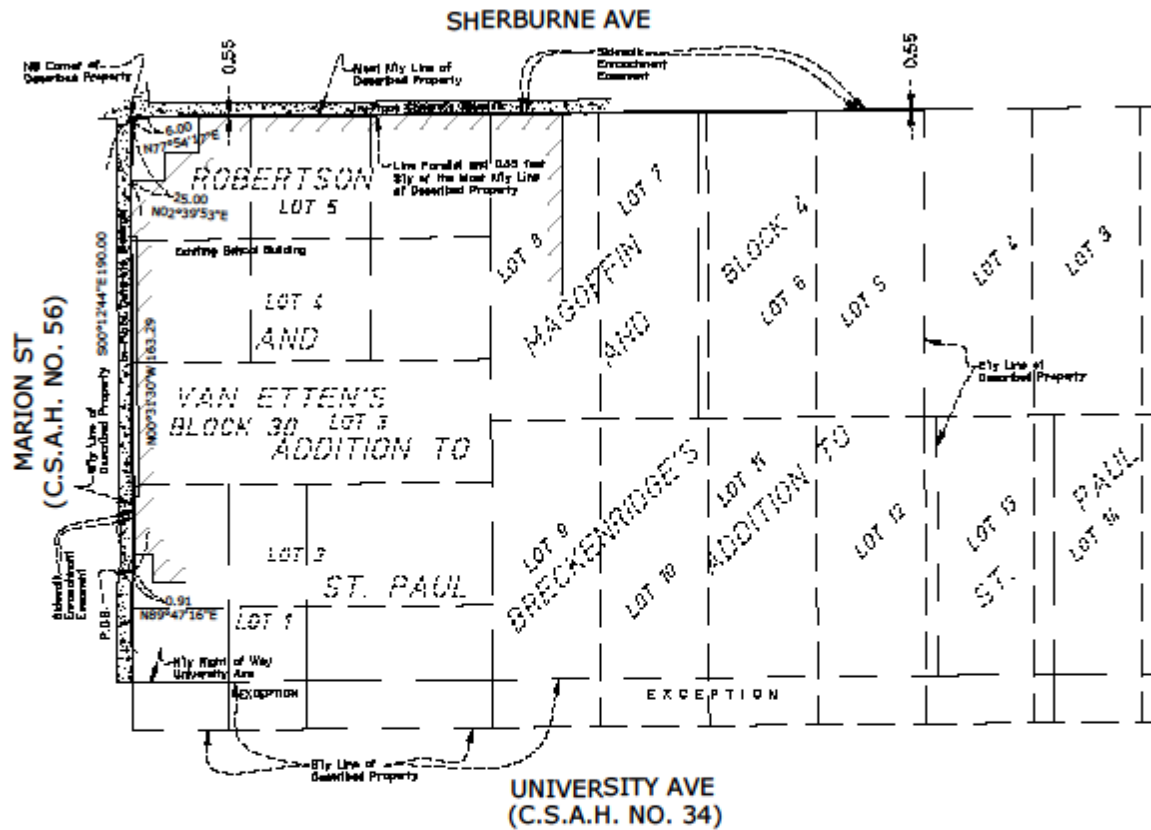 SHERBURNE AVE
NW Corner of
Described Property
0.55
Most N'ly Line of
Described Property
Sidewalk
Encroachment
Easement
0.55
6.00
N77°54'17"E
Line Parallel and 0.55 feet
S'ly of the Most N'ly Line
of Described Property
ROBERTSON
LOT 5
25.00
N02°39'53"E
Existing School Building
LOT 4
AND
VAN ETTEN'S
BLOCK 30
LOT 3
ADDITION TO
LOT 2
ST. PAUL
LOT 1
LOT 8
MAGOFFIN
AND
LOT 7
BLOCK 4
LOT 6
LOT 5
LOT 4
LOT 3
E'ly Line of
Described Property
BRECKENRIDGE'S
ADDITION TO
LOT 9
LOT 10
LOT 11
LOT 12
LOT 13
ST.
PAUL
LOT 14
MARION ST
(C.S.A.H. NO. 56)
S00°12'44"E 190.00
N00°31'30"W 163.29
W'ly Line of
Described Property
Sidewalk
Encroachment
Easement
P.O.B.
0.91
N89°47'16"E
N'ly Right of Way
University Ave
EXCEPTION
EXCEPTION
S'ly Line of
Described Property
UNIVERSITY AVE
(C.S.A.H. NO. 34)